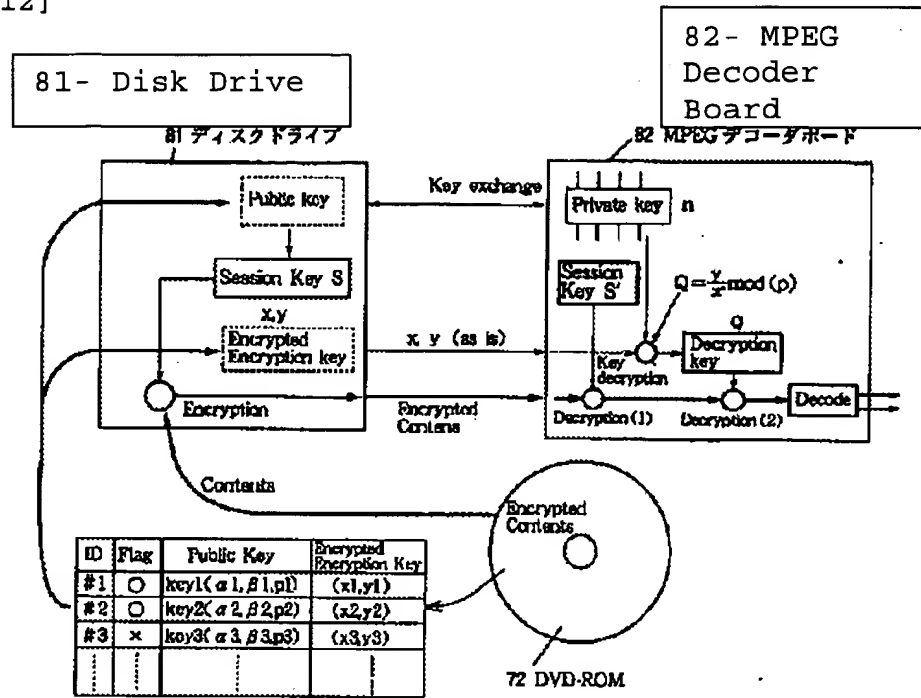 12]
81- Disk Drive
82- MPEG
Decoder
Board
81 ディスクドライブ
82 MPEG デコーダボード
Public key
Key exchange
Private key n
Session Key S
Session
Key S'
Q=y/x mod (p)
x,y
Encrypted
Encryption key
x, y (as is)
Q
Decryption
key
Key
decryption
Encryption
Encrypted
Contens
Decryption(1)
Decryption(2)
Decode
Contents
Encrypted
Contents
ID Flag Public Key Encrypted Encryption Key
#1 ○ key1(α1,β1,p1) (x1,y1)
#2 ○ key2(α2,β2,p2) (x2,y2)
#3 × key3(α3,β3,p3) (x3,y3)
72 DVD-ROM